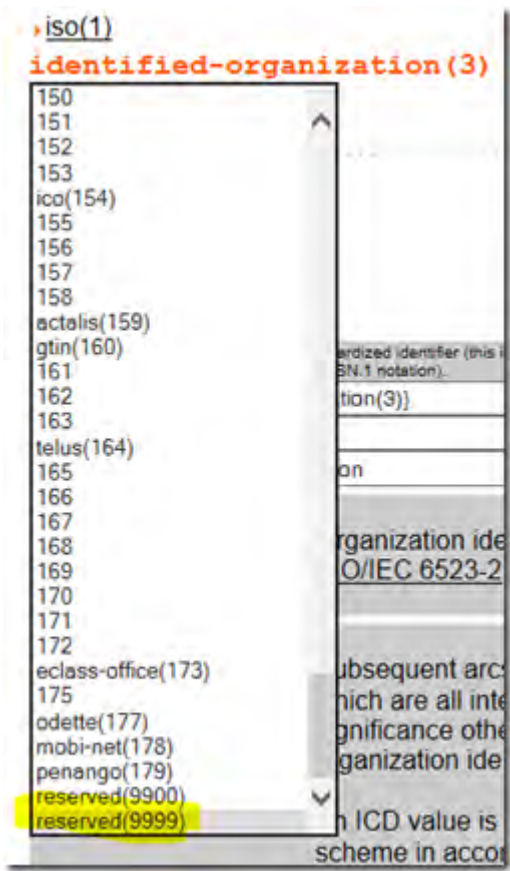 iso(1)
identified-organization(3)
150
151
152
153
ico(154)
155
156
157
158
actalis(159)
gtin(160)
161
162
163
telus(164)
165
166
167
168
169
170
171
172
eclass-office(173)
175
odette(177)
mobi-net(178)
penango(179)
reserved(9900)
reserved(9999)
ardized identifier (this i
SN.1 notation).
tion(3)}
on
rganization ide
O/IEC 6523-2
ubsequent arc
hich are all inte
gnificance othe
ganization ide
n ICD value is
scheme in accor